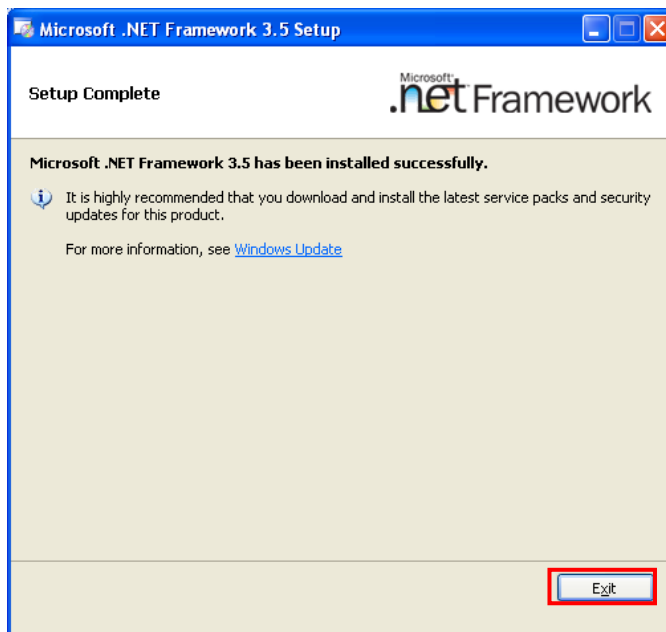 Microsoft .NET Framework 3.5 Setup
Setup Complete
Microsoft
.net Framework
Microsoft .NET Framework 3.5 has been installed successfully.
It is highly recommended that you download and install the latest service packs and security
updates for this product.
For more information, see Windows Update
Exit